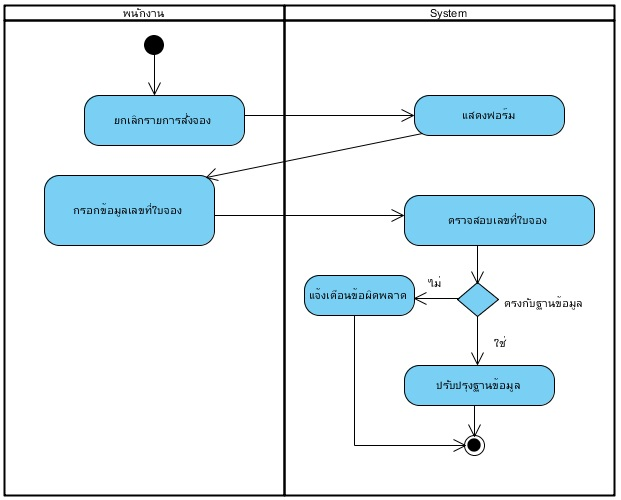 พนักงาน
System
ยกเลิกรายการสั่งจอง
แสดงฟอร์ม
กรอกข้อมูลเลขที่ใบจอง
ตรวจสอบเลขที่ใบจอง
ไม่
แจ้งเตือนข้อผิดพลาด
ตรงกับฐานข้อมูล
ใช่
ปรับปรุงฐานข้อมูล